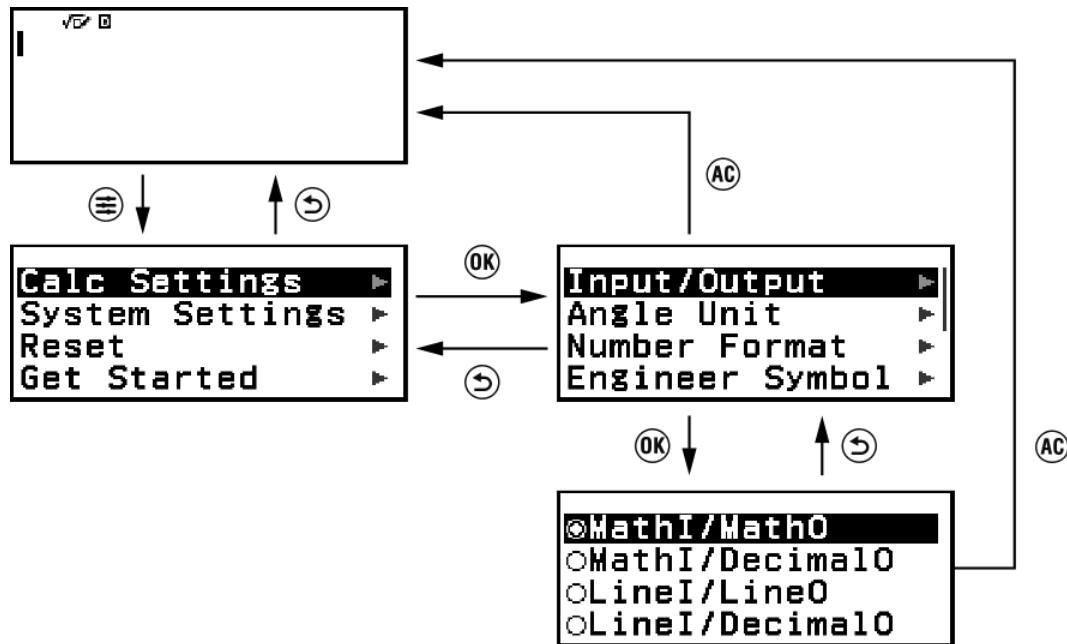 D
AC
OK
Calc Settings
System Settings
Reset
Get Started
Input/Output
Angle Unit
Number Format
Engineer Symbol
OK
AC
MathI/MathO
MathI/DecimalO
LineI/LineO
LineI/DecimalO